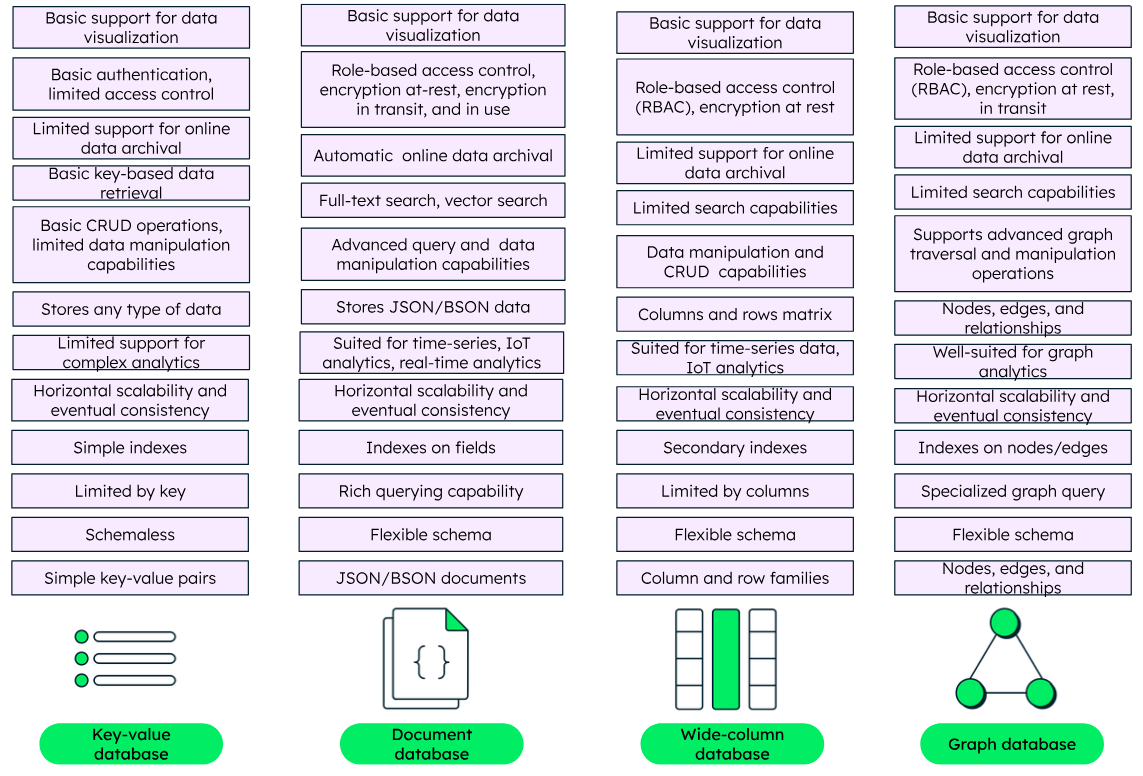 Basic support for data
visualization
Basic authentication,
limited access control
Limited support for online
data archival
Basic key-based data
retrieval
Basic CRUD operations,
limited data manipulation
capabilities
Stores any type of data
Limited support for
complex analytics
Horizontal scalability and
eventual consistency
Simple indexes
Limited by key
Schemaless
Simple key-value pairs
Key-value
database
Basic support for data
visualization
Role-based access control,
encryption at-rest, encryption
in transit, and in use
Automatic online data archival
Full-text search, vector search
Advanced query and data
manipulation capabilities
Stores JSON/BSON data
Suited for time-series, IoT
analytics, real-time analytics
Horizontal scalability and
eventual consistency
Indexes on fields
Rich querying capability
Flexible schema
JSON/BSON documents
{ }
Document
database
Basic support for data
visualization
Role-based access control
(RBAC), encryption at rest
Limited support for online
data archival
Limited search capabilities
Data manipulation and
CRUD capabilities
Columns and rows matrix
Suited for time-series data,
IoT analytics
Horizontal scalability and
eventual consistency
Secondary indexes
Limited by columns
Flexible schema
Column and row families
Wide-column
database
Basic support for data
visualization
Role-based access control
(RBAC), encryption at rest,
in transit
Limited support for online
data archival
Limited search capabilities
Supports advanced graph
traversal and manipulation
operations
Nodes, edges, and
relationships
Well-suited for graph
analytics
Horizontal scalability and
eventual consistency
Indexes on nodes/edges
Specialized graph query
Flexible schema
Nodes, edges, and
relationships
Graph database